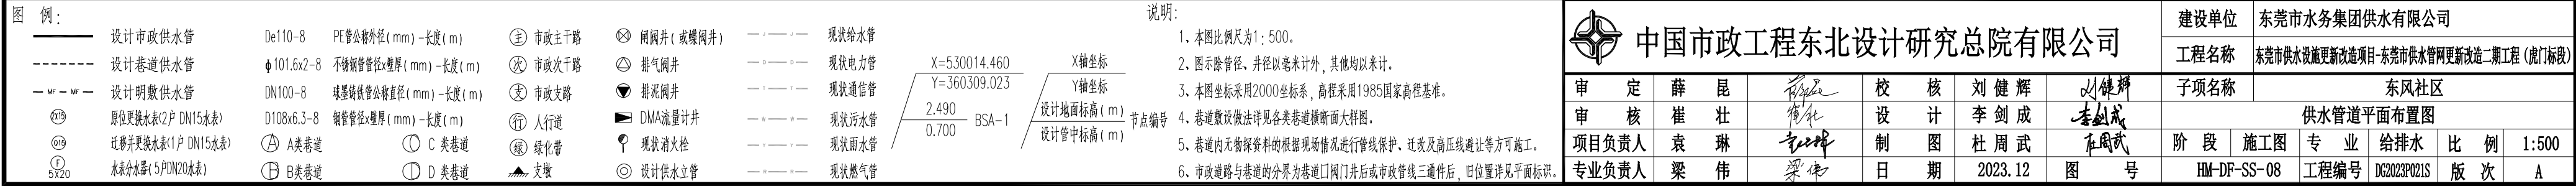 图 例:
设计市政供水管
设计巷道供水管
MF MF 设计明敷供水管
2X15 原位更换水表(2户 DN15水表)
Q15 迁移并更换水表(1户 DN15水表)
F 5X20 水表分水器(5户DN20水表)
De110-8 PE管公称外径(mm)-长度(m)
ϕ101.6x2-8 不锈钢管管径x壁厚(mm)-长度(m)
DN100-8 球墨铸铁管公称直径(mm)-长度(m)
D108x6.3-8 钢管管径x壁厚(mm)-长度(m)
A A类巷道
B B类巷道
C C 类巷道
D D 类巷道
主 市政主干路
次 市政次干路
支 市政支路
行 人行道
绿 绿化带
支墩
闸阀井(或蝶阀井)
排气阀井
排泥阀井
DMA流量计井
现状消火栓
设计供水立管
现状给水管
现状电力管
现状通信管
现状污水管
现状雨水管
现状燃气管
X=530014.460 X轴坐标
Y=360309.023 Y轴坐标
2.490 设计地面标高(m)
BSA-1 节点编号
0.700 设计管中标高(m)
说明:
1、本图比例尺为1:500。
2、图示除管径、井径以毫米计外,其他均以米计。
3、本图坐标采用2000坐标系,高程采用1985国家高程基准。
4、巷道敷设做法详见各类巷道横断面大样图。
5、巷道内无物探资料的根据现场情况进行管线保护、迁改及高压线避让等方可施工。
6、市政道路与巷道的分界为巷道口阀门井后或市政管线三通件后,旧位置详见平面标识。
中国市政工程东北设计研究总院有限公司
建设单位 东莞市水务集团供水有限公司
工程名称 东莞市供水设施更新改造项目-东莞市供水管网更新改造二期工程(虎门标段)
审 定 薛 昆 校 核 刘健辉 刘健辉 子项名称 东风社区
审 核 崔 壮 设 计 李剑成 李剑成 供水管道平面布置图
项目负责人 袁 琳 制 图 杜周武 杜周武 阶 段 施工图 专 业 给排水 比 例 1:500
专业负责人 梁 伟 梁伟 日 期 2023.12 图 号 HM-DF-SS-08 工程编号 DG2023P021S 版 次 A